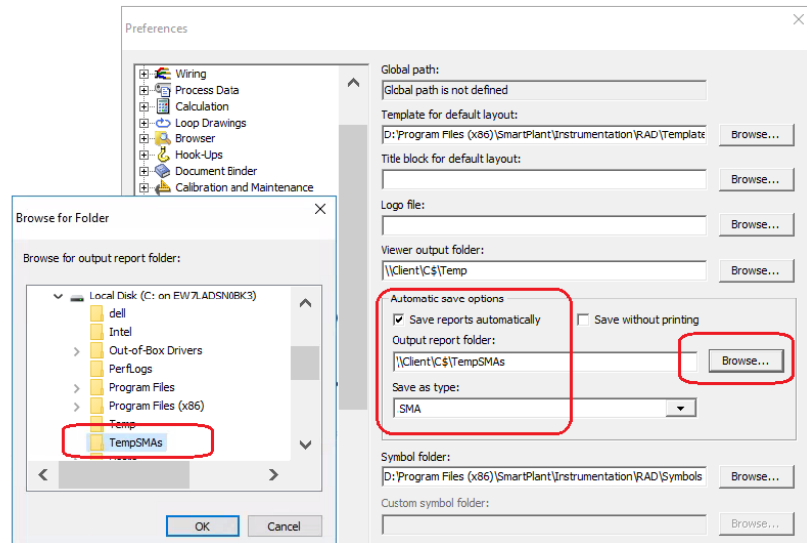 Preferences
Wiring
Process Data
Calculation
Loop Drawings
Browser
Hook-Ups
Document Binder
Calibration and Maintenance
Global path:
Global path is not defined
Template for default layout:
D:\Program Files (x86)\SmartPlant\Instrumentation\RAD\Template
Browse...
Title block for default layout:
Browse...
Logo file:
Browse...
Viewer output folder:
\\Client\C$\Temp
Browse...
Automatic save options
Save reports automatically
Save without printing
Output report folder:
\\Client\C$\TempSMAs
Browse...
Save as type:
SMA
Symbol folder:
D:\Program Files (x86)\SmartPlant\Instrumentation\RAD\Symbols
Browse...
Custom symbol folder:
Browse...
Browse for Folder
Browse for output report folder:
Local Disk (C: on EW7LADSN0BK3)
dell
Intel
Out-of-Box Drivers
PerfLogs
Program Files
Program Files (x86)
Temp
TempSMAs
OK
Cancel